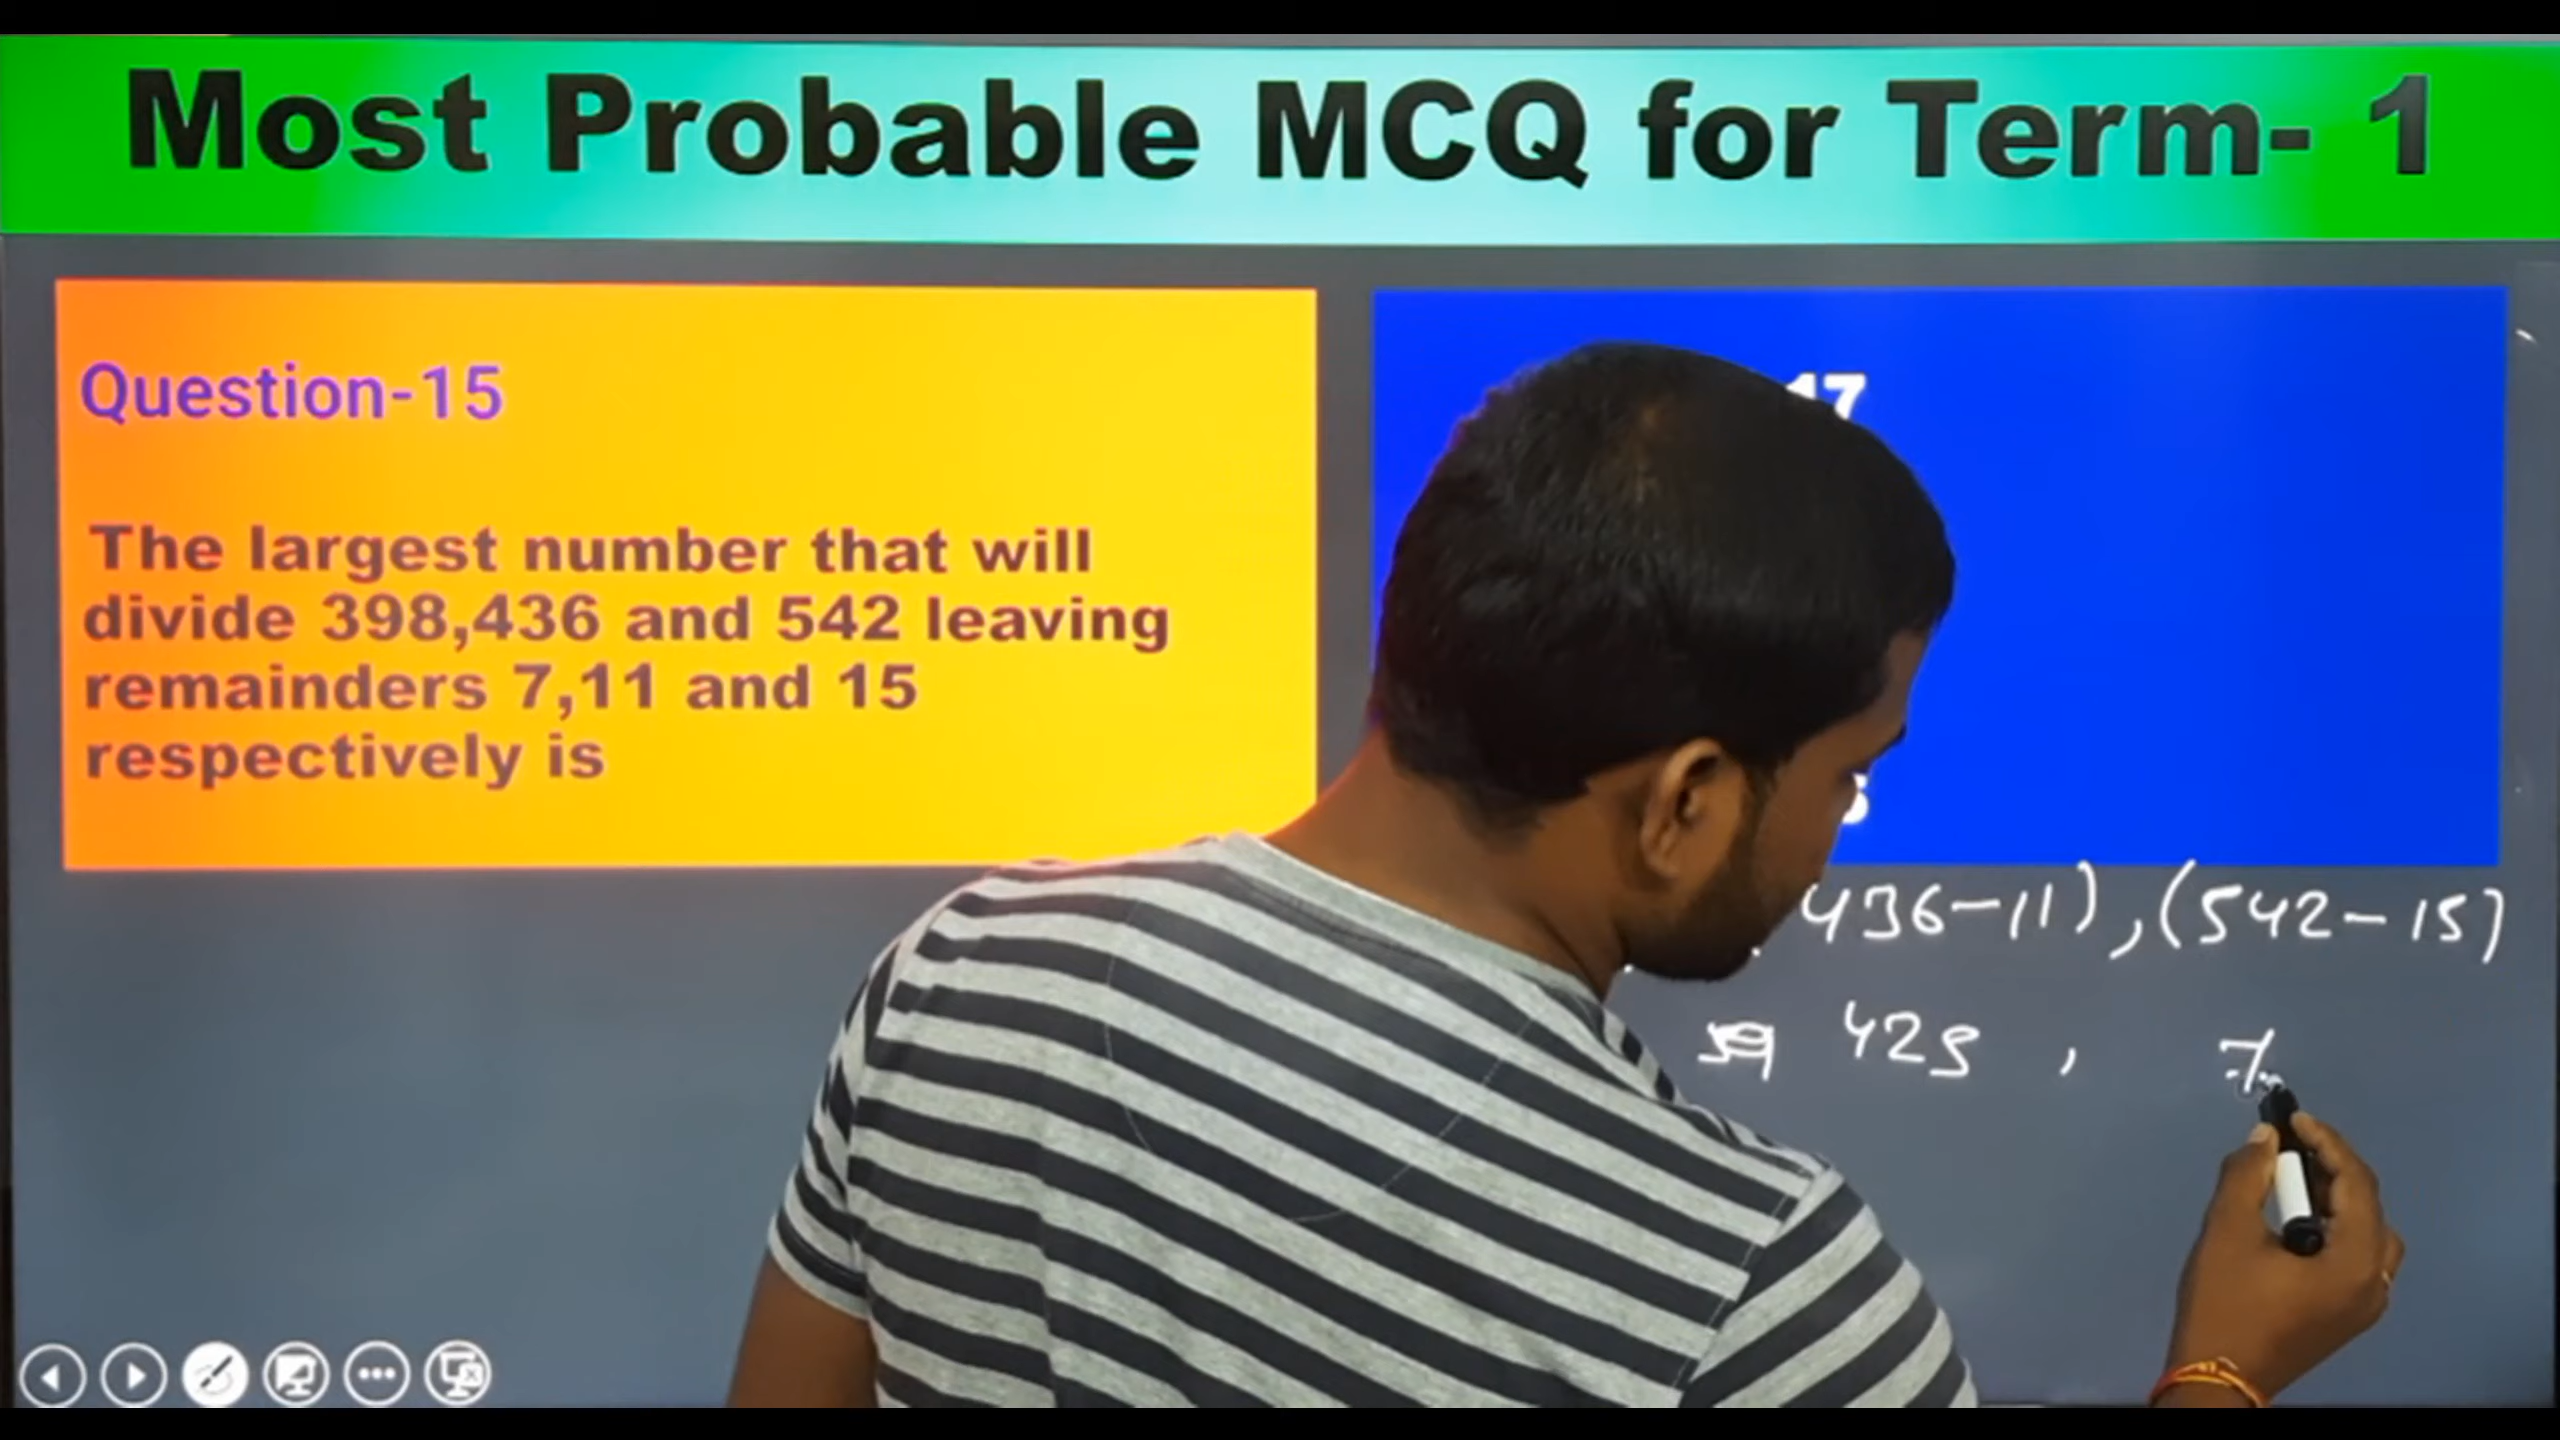 Most Probable MCQ for Term- 1
Question-15
The largest number that will
divide 398,436 and 542 leaving
remainders 7,11 and 15
respectively is
17
436-11),(542-15)
425 ,